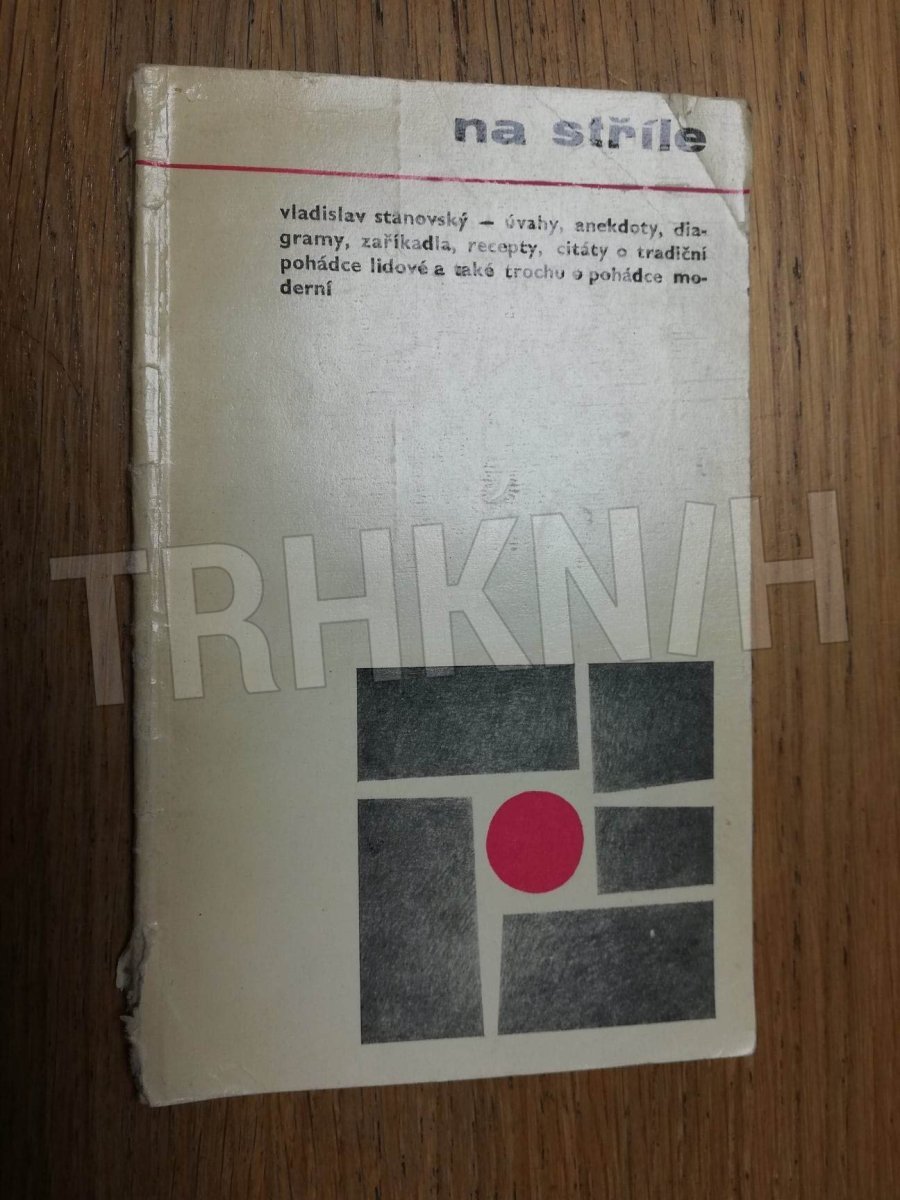 na stříle
vladislav stanovský – úvahy, anekdoty, dia-
gramy, zaříkadla, recepty, citáty o tradiční
pohádce lidové a také trochu o pohádce mo-
derní
TRHKNIH